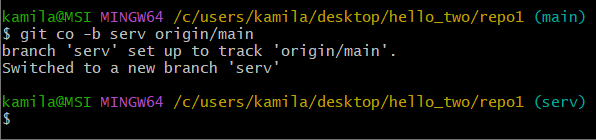 kamila@MSI MINGW64 /c/users/kamila/desktop/hello_two/repo1 (main)
$ git co -b serv origin/main
branch 'serv' set up to track 'origin/main'.
Switched to a new branch 'serv'
kamila@MSI MINGW64 /c/users/kamila/desktop/hello_two/repo1 (serv)
$